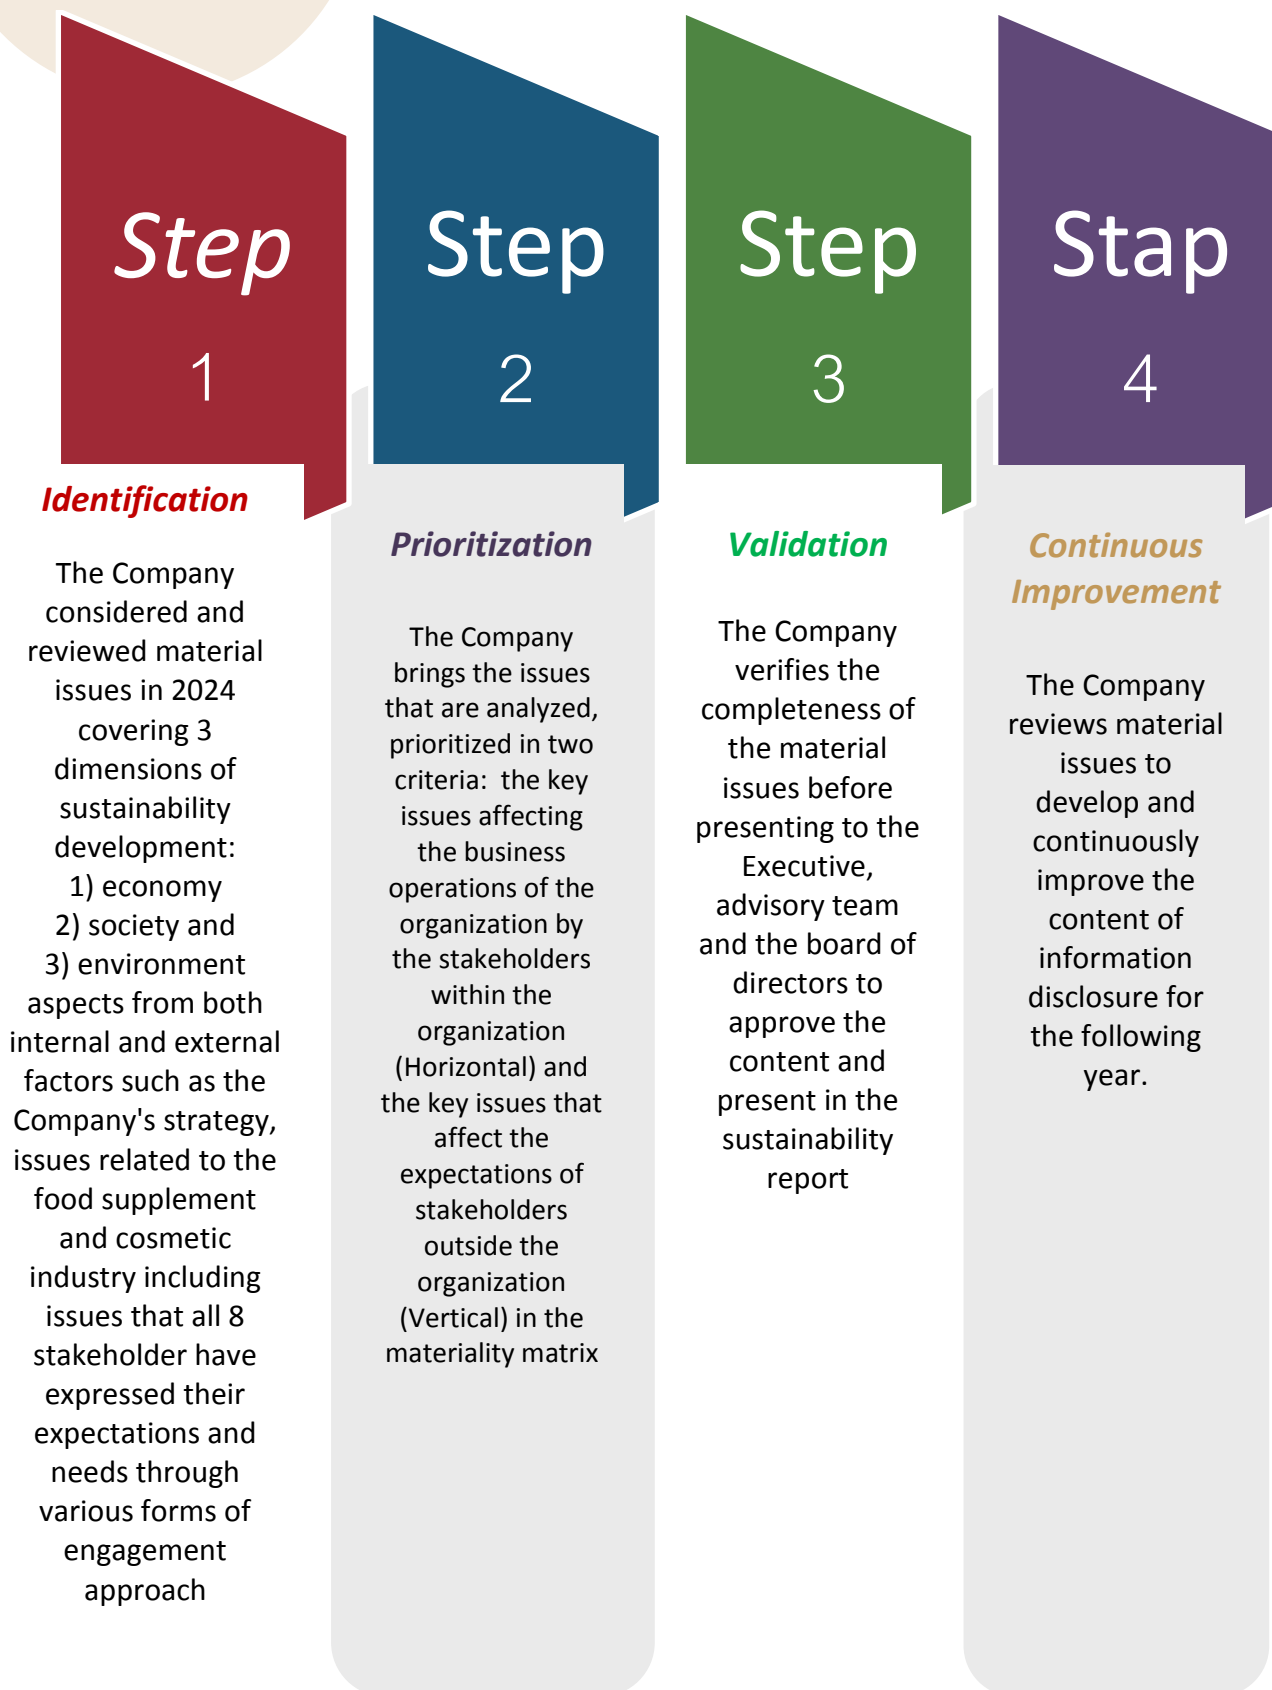 Step
1
Identification
The Company
considered and
reviewed material
issues in 2024
covering 3
dimensions of
sustainability
development:
1) economy
2) society and
3) environment
aspects from both
internal and external
factors such as the
Company's strategy,
issues related to the
food supplement
and cosmetic
industry including
issues that all 8
stakeholder have
expressed their
expectations and
needs through
various forms of
engagement
approach
Step
2
Prioritization
The Company
brings the issues
that are analyzed,
prioritized in two
criteria:  the key
issues affecting
the business
operations of the
organization by
the stakeholders
within the
organization
(Horizontal) and
the key issues that
affect the
expectations of
stakeholders
outside the
organization
(Vertical) in the
materiality matrix
Step
3
Validation
The Company
verifies the
completeness of
the material
issues before
presenting to the
Executive,
advisory team
and the board of
directors to
approve the
content and
present in the
sustainability
report
Stap
4
Continuous
Improvement
The Company
reviews material
issues to
develop and
continuously
improve the
content of
information
disclosure for
the following
year.